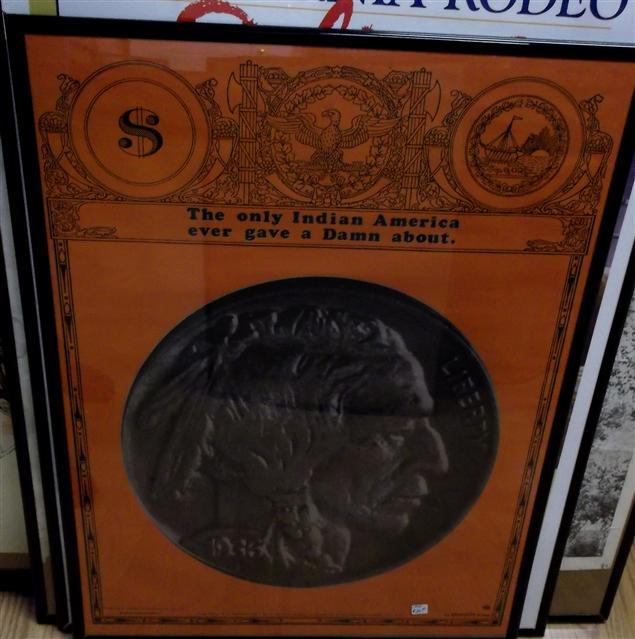 RODEO
$
The only Indian America
ever gave a Damn about.
LIBERTY